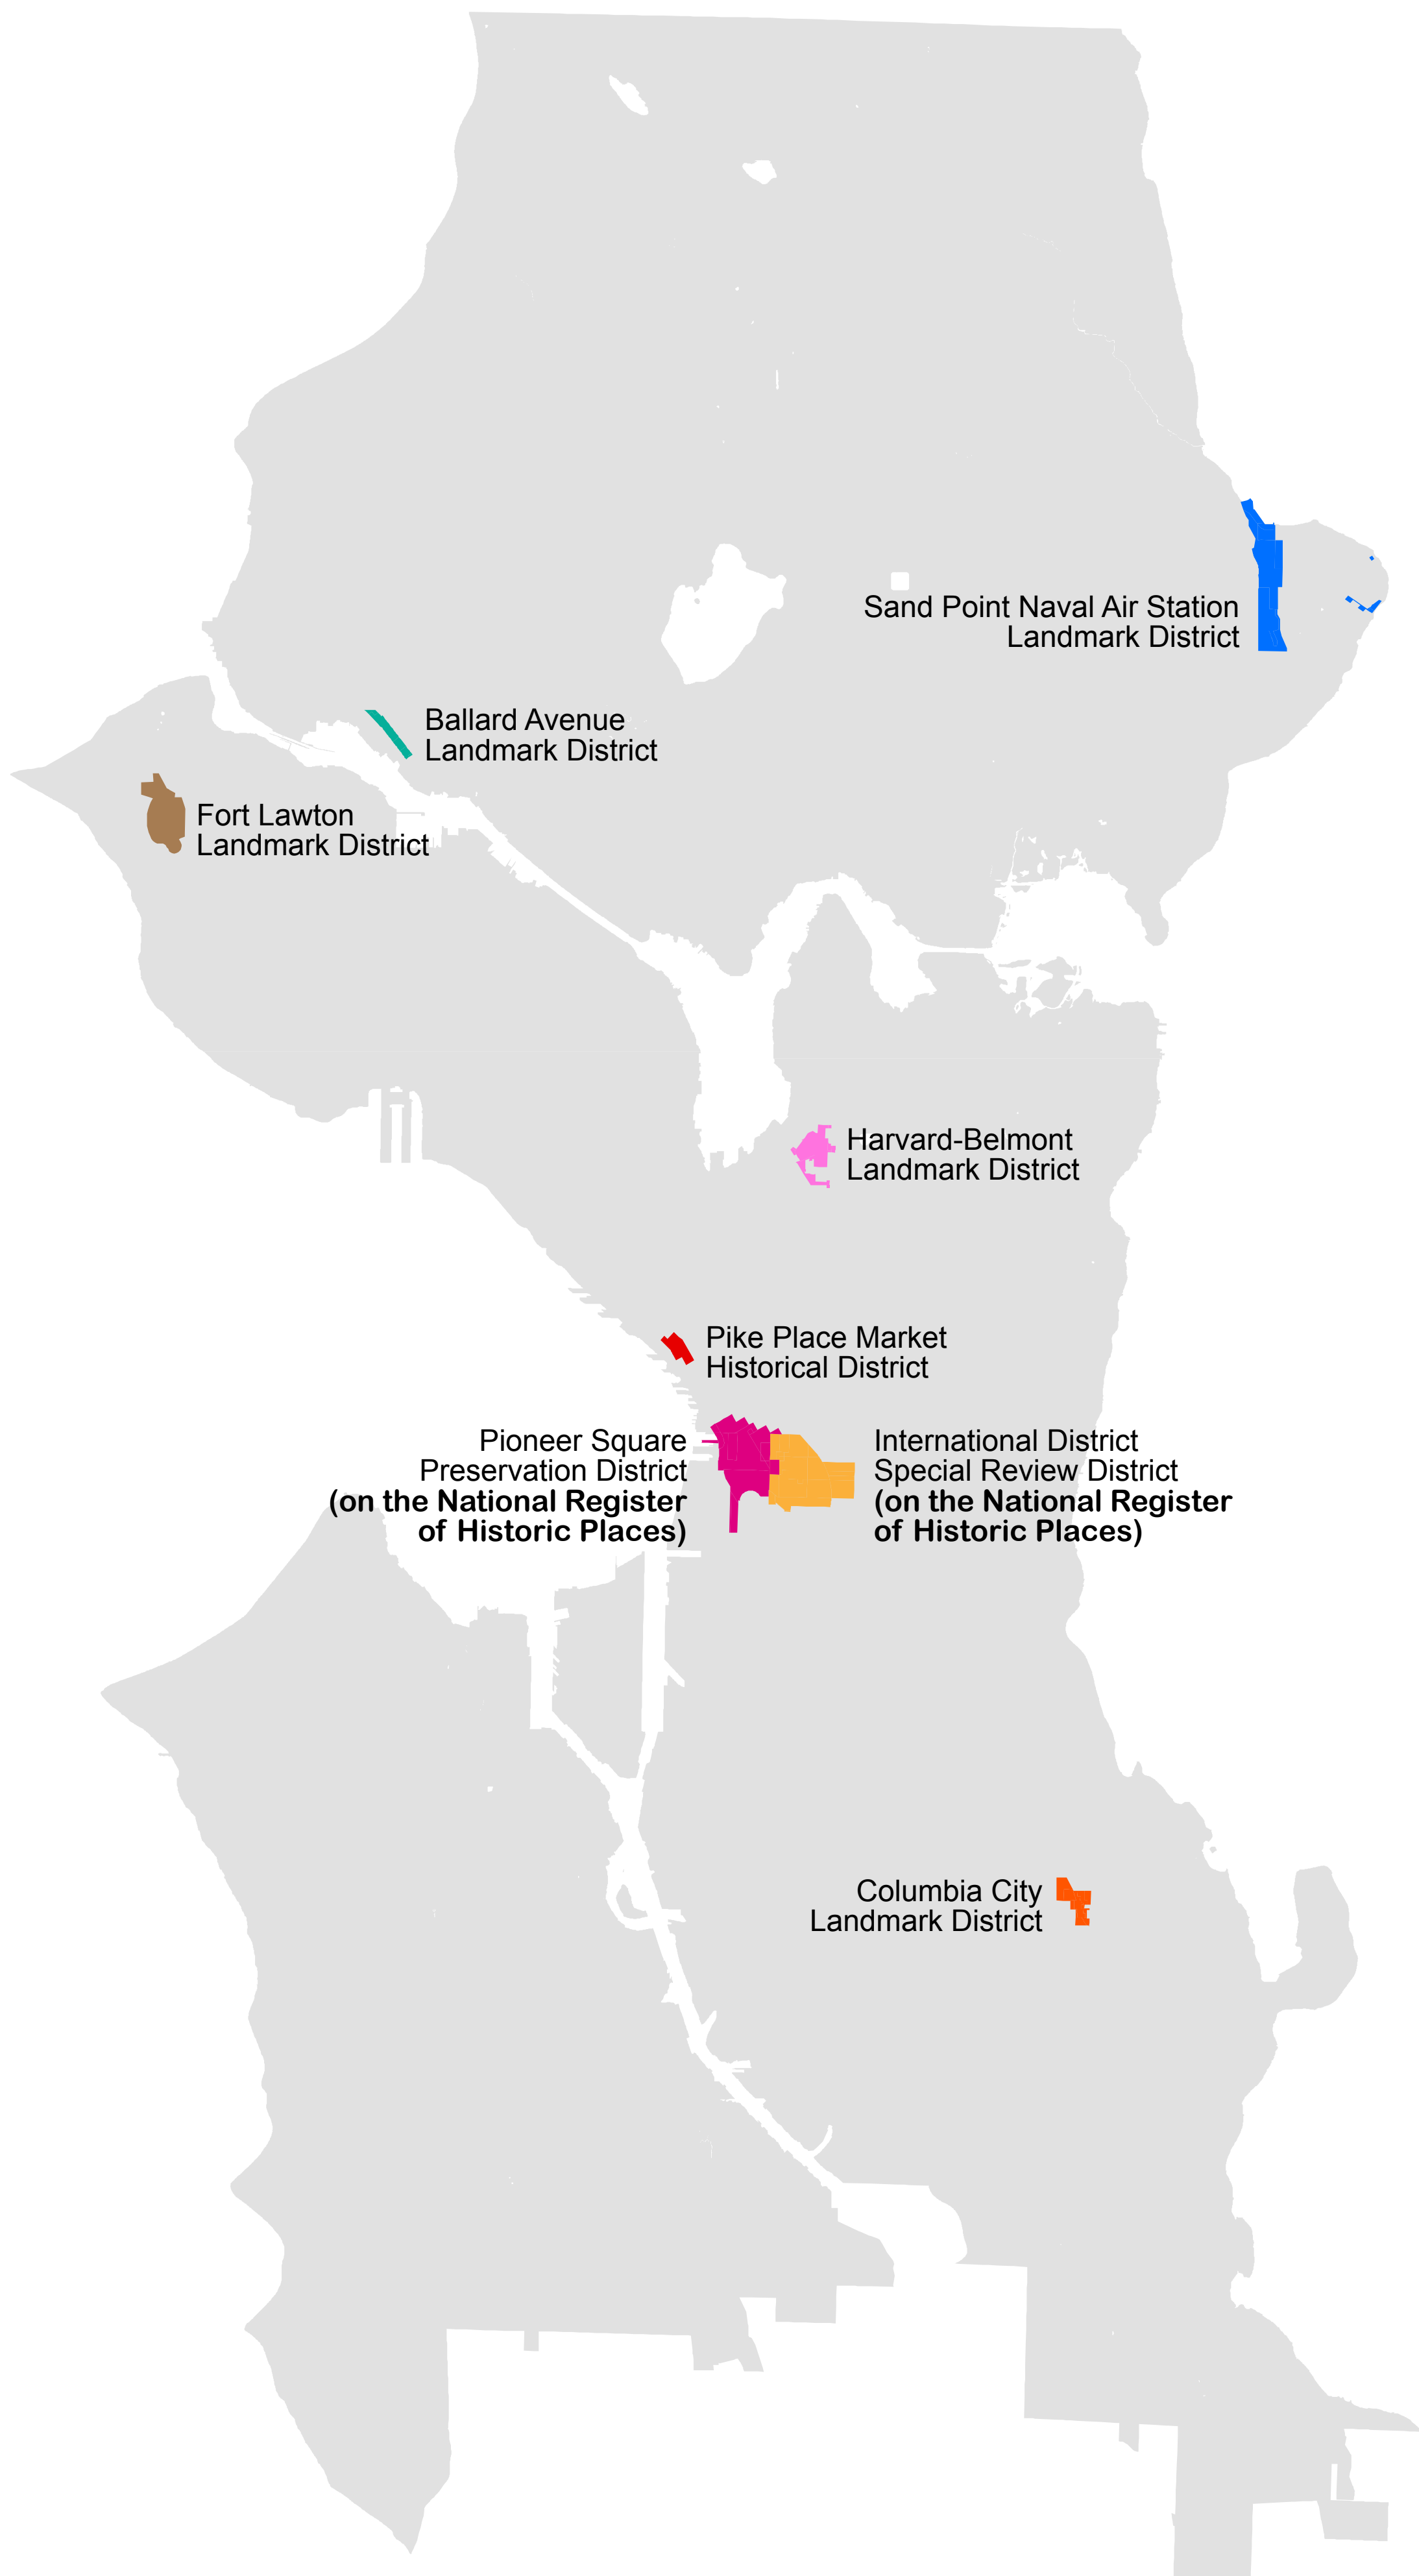 Sand Point Naval Air Station
Landmark District
Ballard Avenue
Landmark District
Fort Lawton
Landmark District
Harvard-Belmont
Landmark District
Pike Place Market
Historical District
Pioneer Square
Preservation District
(on the National Register
of Historic Places)
International District
Special Review District
(on the National Register
of Historic Places)
Columbia City
Landmark District